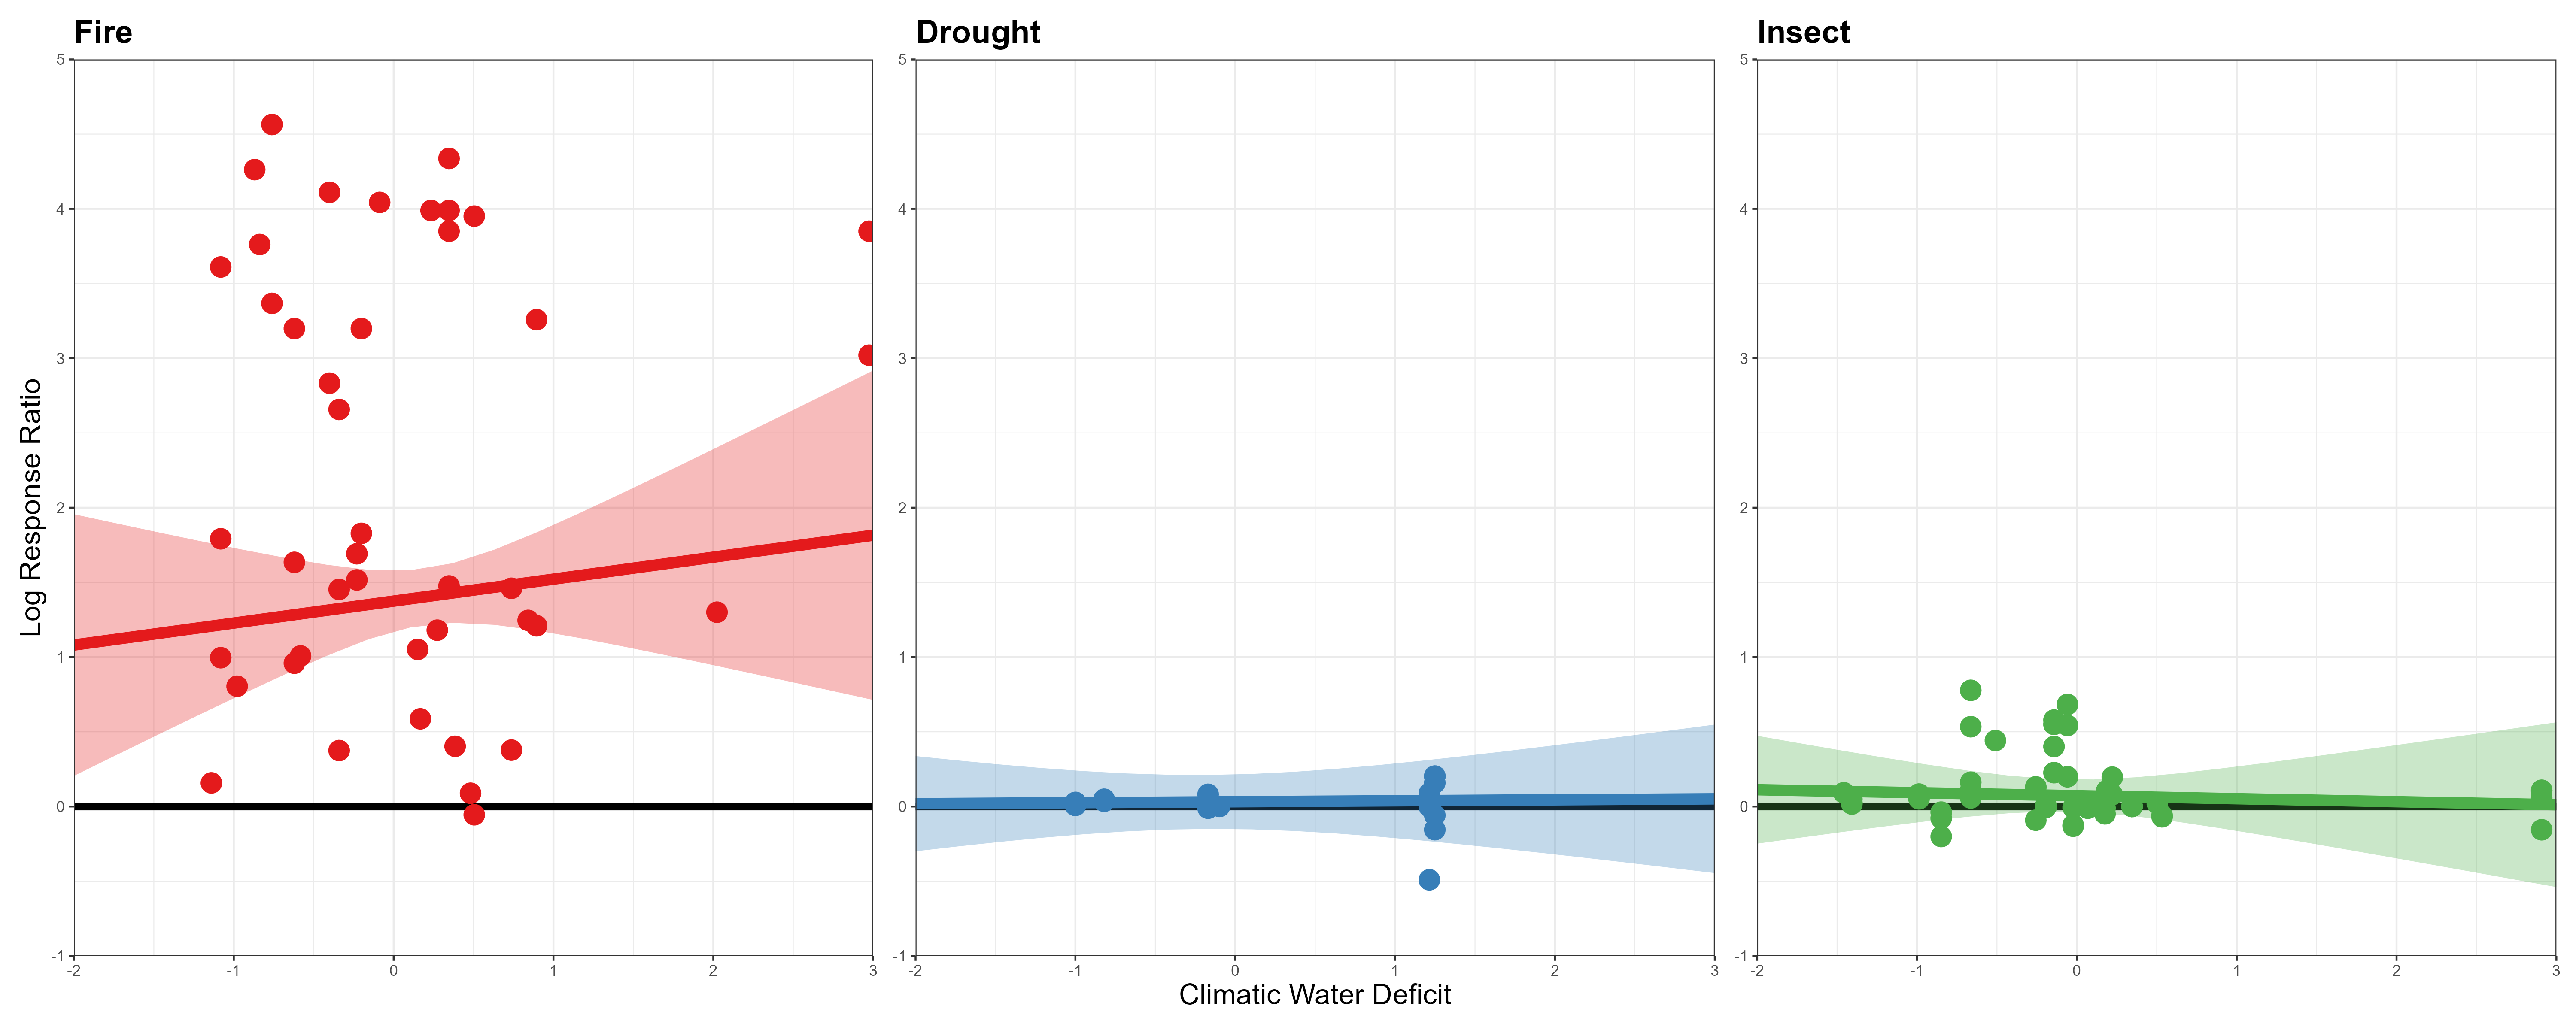 Fire Drought Insect
5 5 5
4 4 4
3 3 3
2 2 2
1 1 1
0 0 0
-1 -1 -1
-2 -1 0 1 2 3 -2 -1 0 1 2 3 -2 -1 0 1 2 3
Log Response Ratio
Climatic Water Deficit